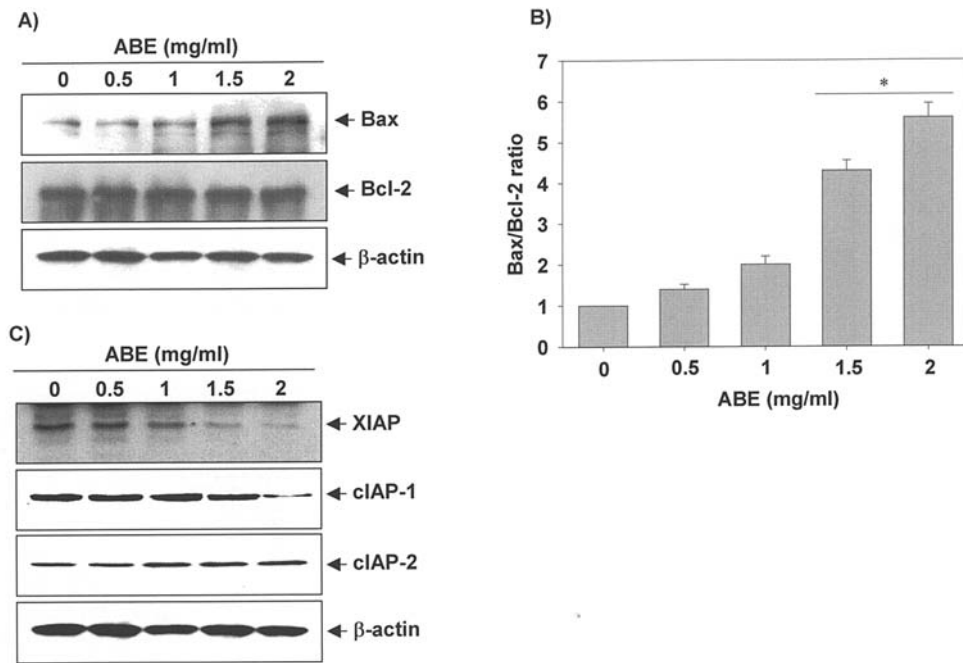 A)
ABE (mg/ml)
0 0.5 1 1.5 2
Bax
Bcl-2
β-actin
B)
7
6
5
4
3
2
1
0
Bax/Bcl-2 ratio
*
0 0.5 1 1.5 2
ABE (mg/ml)
C)
ABE (mg/ml)
0 0.5 1 1.5 2
XIAP
cIAP-1
cIAP-2
β-actin